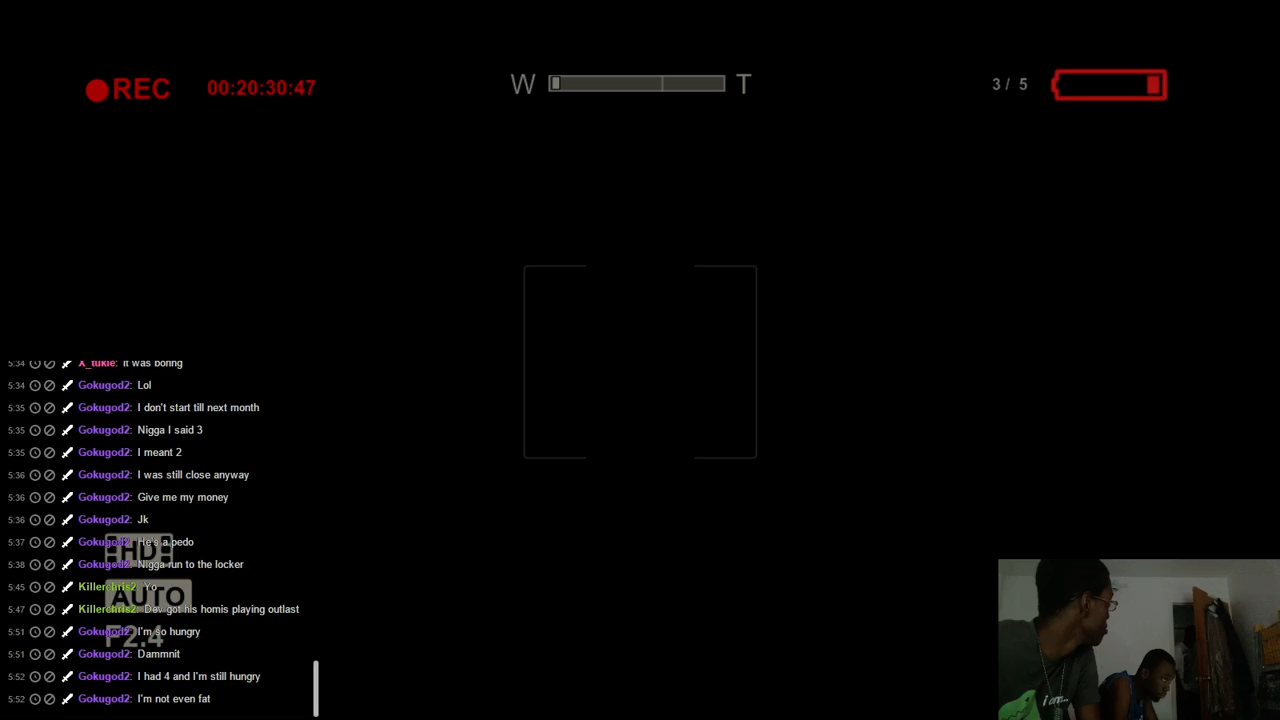 REC 00:20:30:47 W T 3 / 5
5:34 X_tukie: It was boring
5:34 Gokugod2: Lol
5:35 Gokugod2: I don't start till next month
5:35 Gokugod2: Nigga I said 3
5:35 Gokugod2: I meant 2
5:36 Gokugod2: I was still close anyway
5:36 Gokugod2: Give me my money
5:36 Gokugod2: Jk
5:37 Gokugod2: He's a pedo
HD
5:38 Gokugod2: Nigga run to the locker
5:45 Killerchris2: Yo
AUTO
5:47 Killerchris2: Dev got his homis playing outlast
5:51 Gokugod2: I'm so hungry
F2.4
5:51 Gokugod2: Dammnit
5:52 Gokugod2: I had 4 and I'm still hungry
5:52 Gokugod2: I'm not even fat